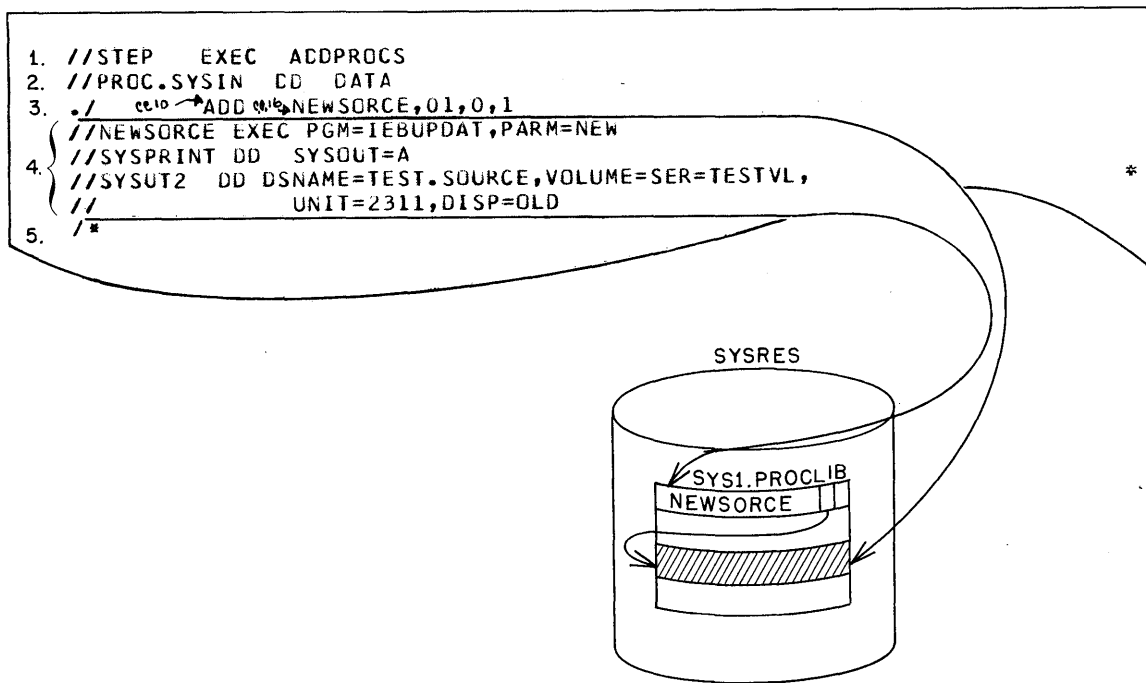 1. //STEP EXEC ADDPROCS
2. //PROC.SYSIN DD DATA
3. ./ cc10 ADD cc16 NEWSORCE,01,0,1
4. //NEWSORCE EXEC PGM=IEBUPDAT,PARM=NEW
//SYSPRINT DD SYSOUT=A
//SYSUT2 DD DSNAME=TEST.SOURCE,VOLUME=SER=TESTVL, *
// UNIT=2311,DISP=OLD
5. /*
SYSRES
SYS1.PROCLIB
NEWSORCE